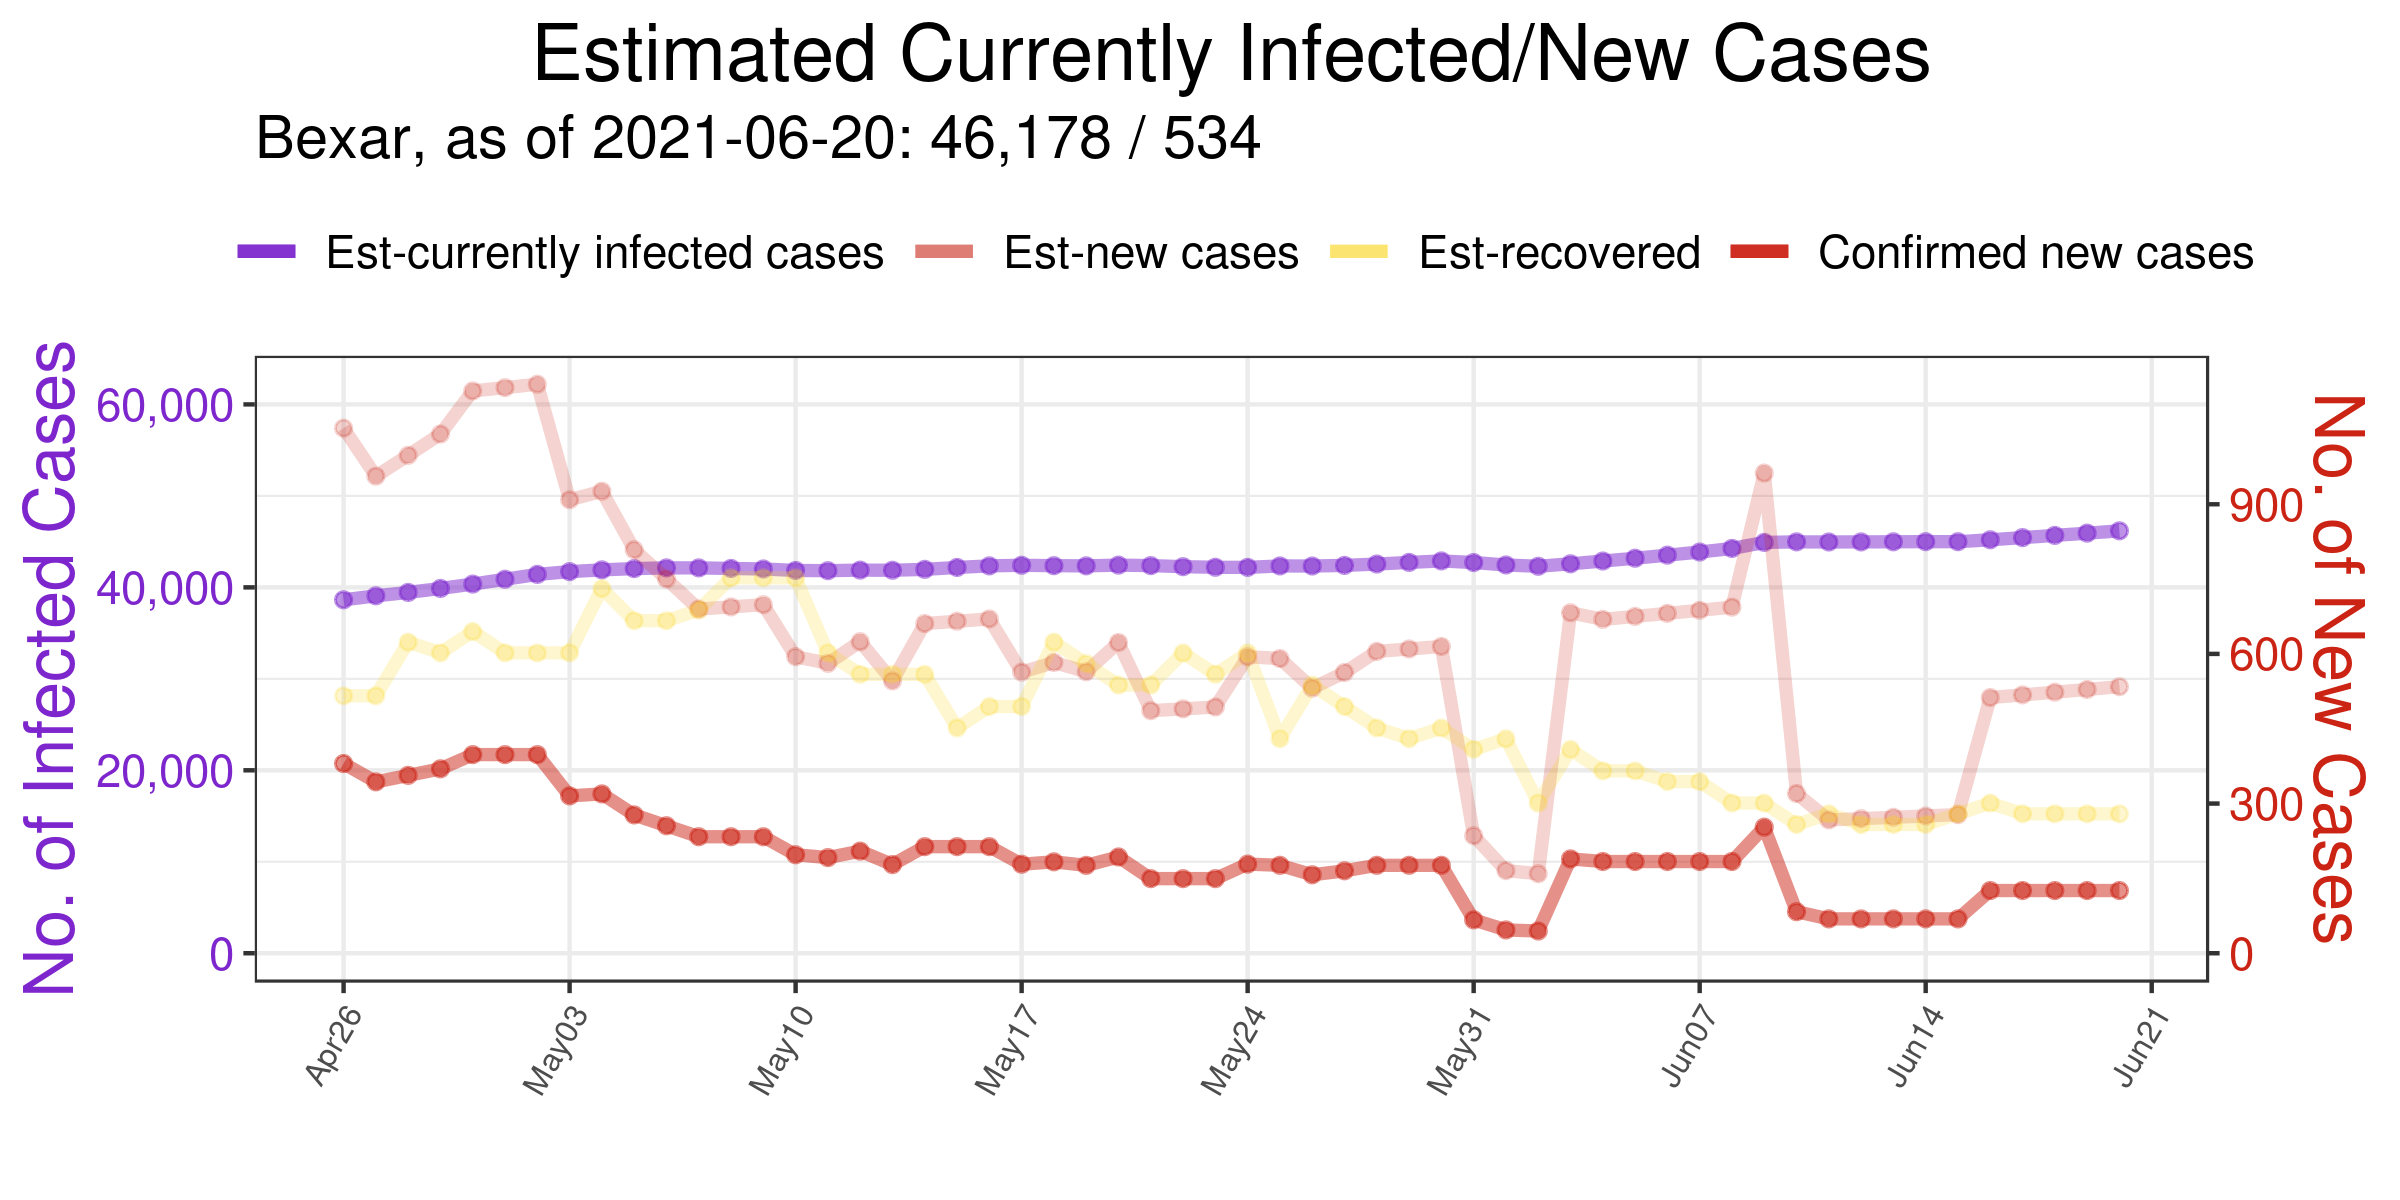 Estimated Currently Infected/New Cases
Bexar, as of 2021-06-20: 46,178 / 534
Est-currently infected cases Est-new cases Est-recovered Confirmed new cases
No. of Infected Cases
60,000
40,000
20,000
0
900
600
300
0
No. of New Cases
Apr26 May03 May10 May17 May24 May31 Jun07 Jun14 Jun21